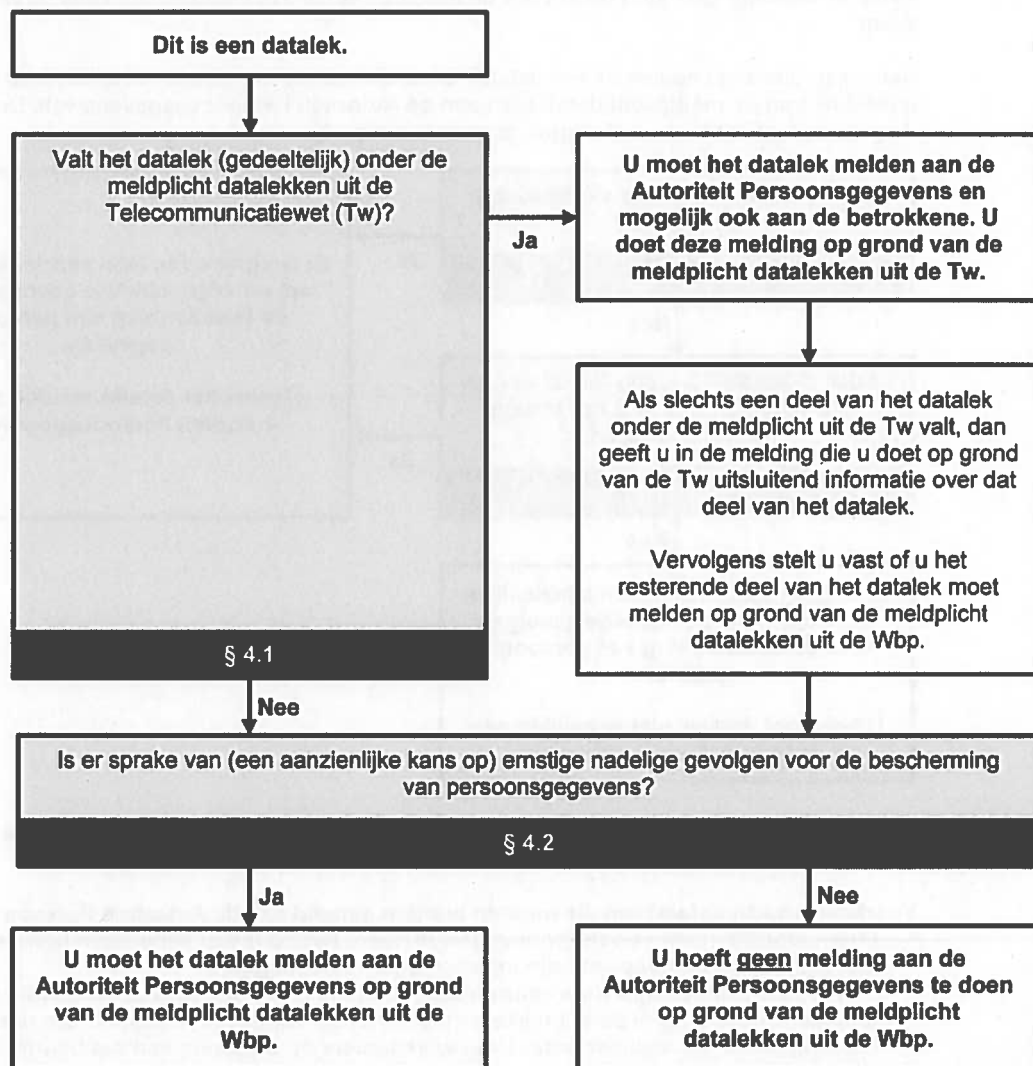 Dit is een datalek.
Valt het datalek (gedeeltelijk) onder de
meldplicht datalekken uit de
Telecommunicatiewet (Tw)?
§ 4.1
Ja
U moet het datalek melden aan de
Autoriteit Persoonsgegevens en
mogelijk ook aan de betrokkene. U
doet deze melding op grond van de
meldplicht datalekken uit de Tw.
Als slechts een deel van het datalek
onder de meldplicht uit de Tw valt, dan
geeft u in de melding die u doet op grond
van de Tw uitsluitend informatie over dat
deel van het datalek.
Vervolgens stelt u vast of u het
resterende deel van het datalek moet
melden op grond van de meldplicht
datalekken uit de Wbp.
Nee
Is er sprake van (een aanzienlijke kans op) ernstige nadelige gevolgen voor de bescherming
van persoonsgegevens?
§ 4.2
Ja
Nee
U moet het datalek melden aan de
Autoriteit Persoonsgegevens op grond
van de meldplicht datalekken uit de
Wbp.
U hoeft geen melding aan de
Autoriteit Persoonsgegevens te doen
op grond van de meldplicht
datalekken uit de Wbp.